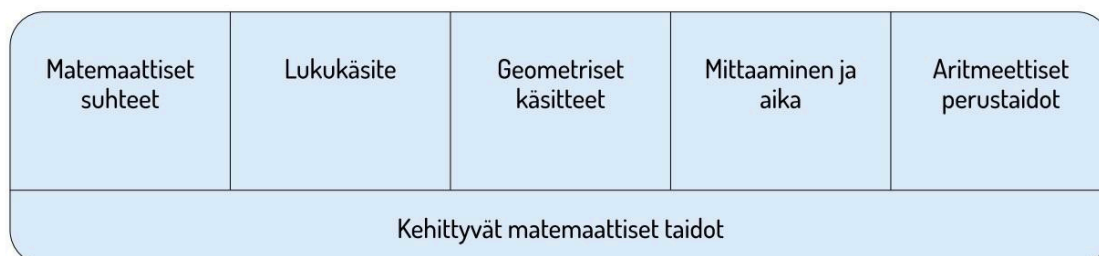 Matemaattiset
suhteet
Lukukäsite
Geometriset
käsitteet
Mittaaminen ja
aika
Aritmeettiset
perustaidot
Kehittyvät matemaattiset taidot